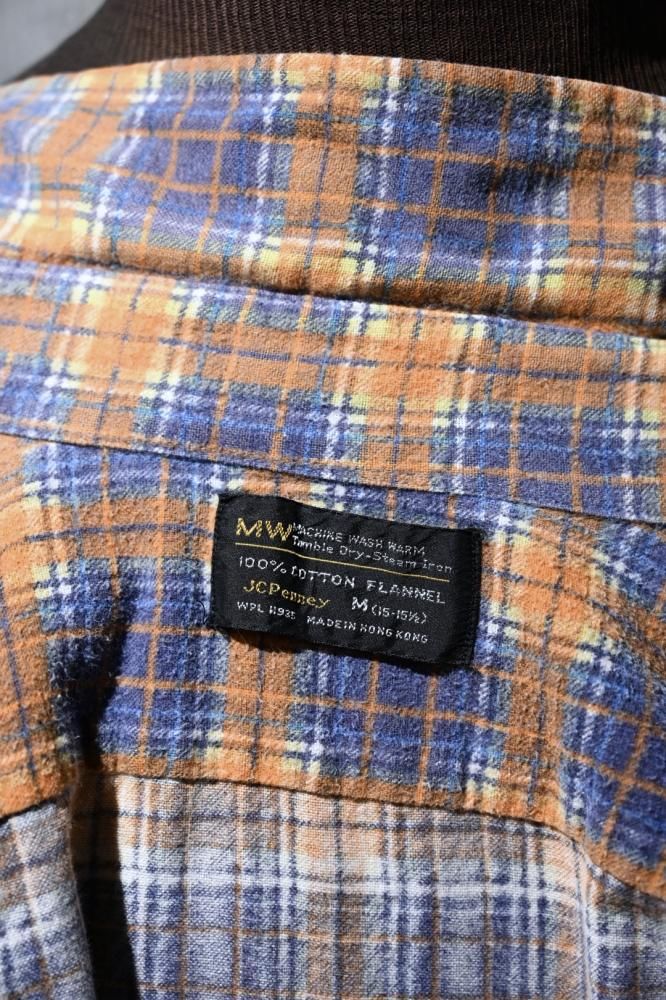 MW MACHINE WASH WARM
Tumble Dry-Steam iron
100% COTTON FLANNEL
JCPenney M (15-15½)
WPL 11935 MADE IN HONG KONG